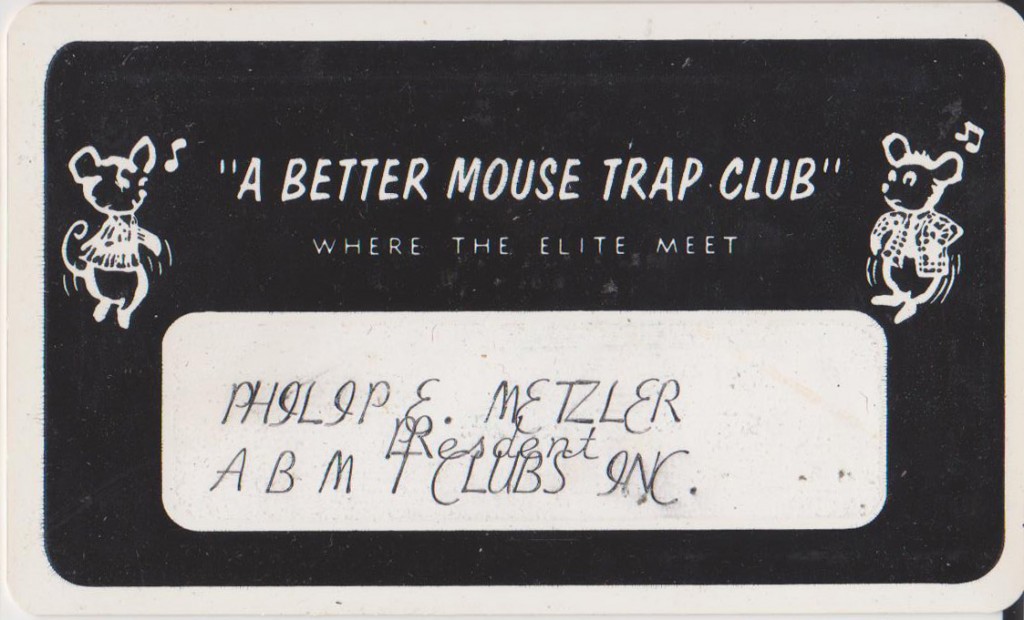 "A BETTER MOUSE TRAP CLUB"
WHERE THE ELITE MEET
PHILIP E. METZLER
PResdent
A B M T CLUBS INC.